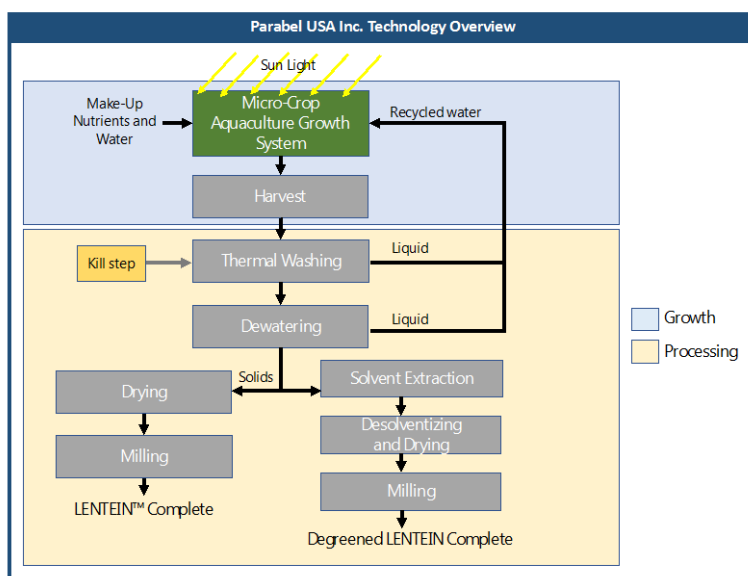 Parabel USA Inc. Technology Overview
Sun Light
Make-Up
Nutrients and
Water
Micro-Crop
Aquaculture Growth
System
Recycled water
Harvest
Kill step
Thermal Washing
Liquid
Dewatering
Liquid
Growth
Processing
Solids
Drying
Solvent Extraction
Desolventizing
and Drying
Milling
Milling
LENTEIN™ Complete
Degreened LENTEIN Complete